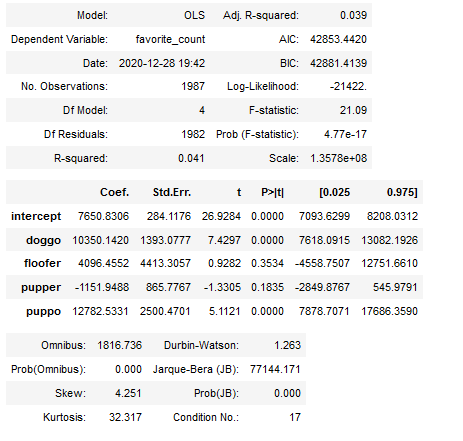 Model: OLS Adj. R-squared: 0.039
Dependent Variable: favorite_count AIC: 42853.4420
Date: 2020-12-28 19:42 BIC: 42881.4139
No. Observations: 1987 Log-Likelihood: -21422.
Df Model: 4 F-statistic: 21.09
Df Residuals: 1982 Prob (F-statistic): 4.77e-17
R-squared: 0.041 Scale: 1.3578e+08
Coef. Std.Err. t P>|t| [0.025 0.975]
intercept 7650.8306 284.1176 26.9284 0.0000 7093.6299 8208.0312
doggo 10350.1420 1393.0777 7.4297 0.0000 7618.0915 13082.1926
floofer 4096.4552 4413.3057 0.9282 0.3534 -4558.7507 12751.6610
pupper -1151.9488 865.7767 -1.3305 0.1835 -2849.8767 545.9791
puppo 12782.5331 2500.4701 5.1121 0.0000 7878.7071 17686.3590
Omnibus: 1816.736 Durbin-Watson: 1.263
Prob(Omnibus): 0.000 Jarque-Bera (JB): 77144.171
Skew: 4.251 Prob(JB): 0.000
Kurtosis: 32.317 Condition No.: 17